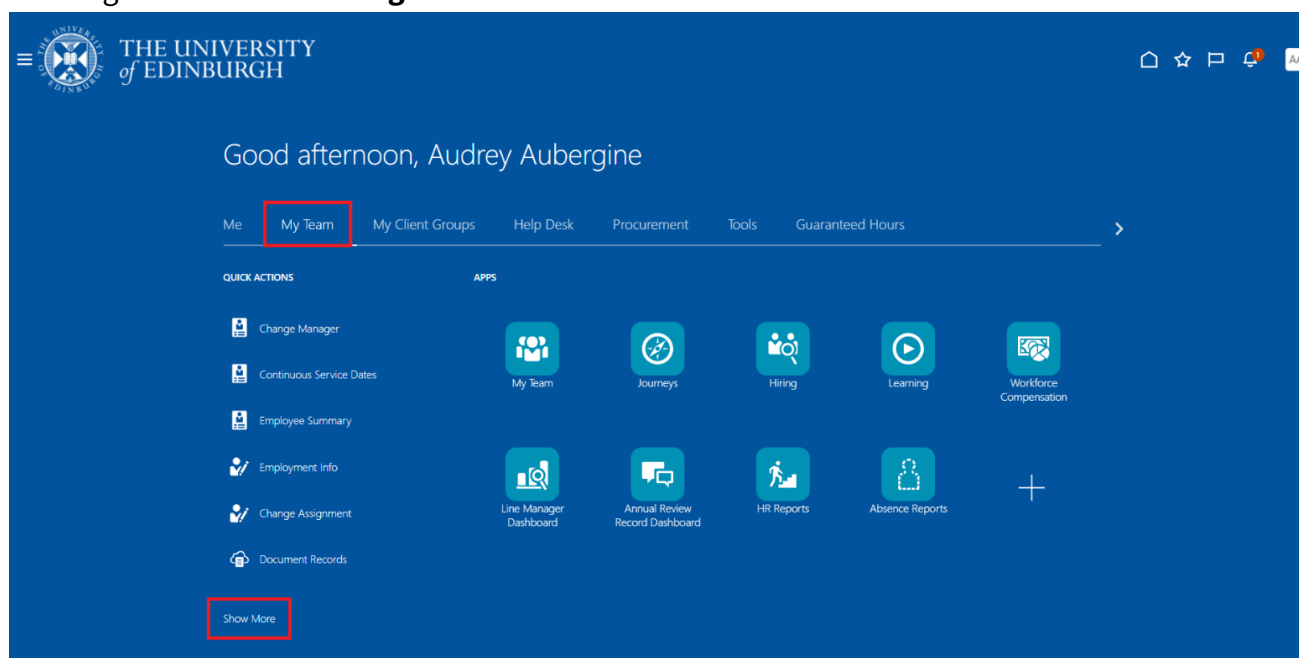 THE UNIVERSITY
of EDINBURGH
1
Good afternoon, Audrey Aubergine
Me My Team My Client Groups Help Desk Procurement Tools Guaranteed Hours
QUICK ACTIONS APPS
Change Manager
Continuous Service Dates
Employee Summary
Employment Info
Change Assignment
Document Records
Show More
My Team Journeys Hiring Learning Workforce
Compensation
Line Manager Annual Review HR Reports Absence Reports
Dashboard Record Dashboard